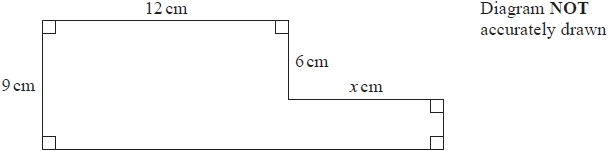 12 cm
Diagram NOT
accurately drawn
6 cm
9 cm
x cm